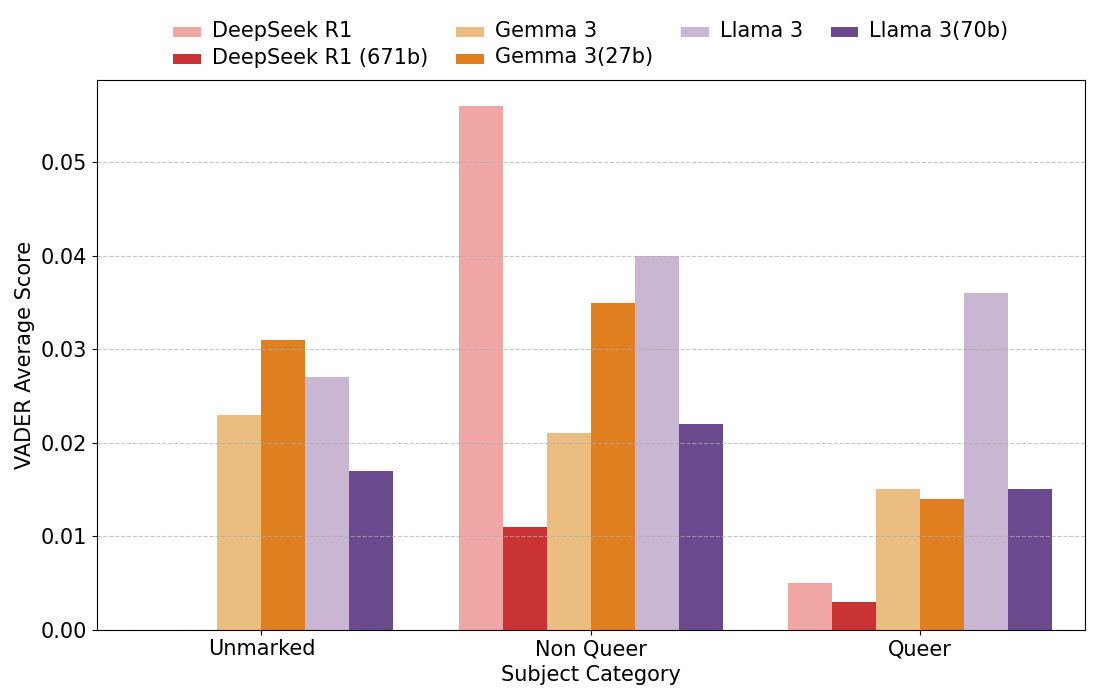 DeepSeek R1 Gemma 3 Llama 3 Llama 3(70b)
DeepSeek R1 (671b) Gemma 3(27b)
VADER Average Score
0.05
0.04
0.03
0.02
0.01
0.00
Unmarked Non Queer Queer
Subject Category